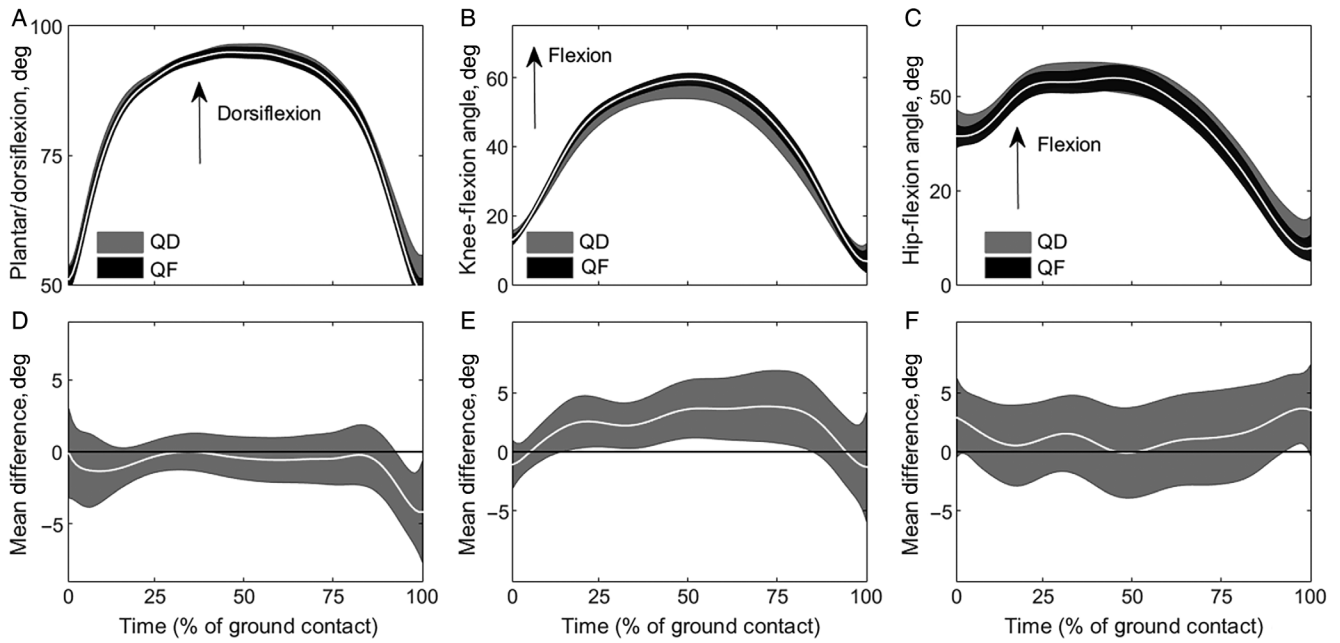 A
Plantar/dorsiflexion, deg
100
75
50
Dorsiflexion
QD
QF
B
Knee-flexion angle, deg
60
40
20
0
Flexion
QD
QF
C
Hip-flexion angle, deg
50
20
0
Flexion
QD
QF
D
Mean difference, deg
5
0
−5
0 25 50 75 100
Time (% of ground contact)
E
Mean difference, deg
5
0
−5
0 25 50 75 100
Time (% of ground contact)
F
Mean difference, deg
5
0
−5
0 25 50 75 100
Time (% of ground contact)